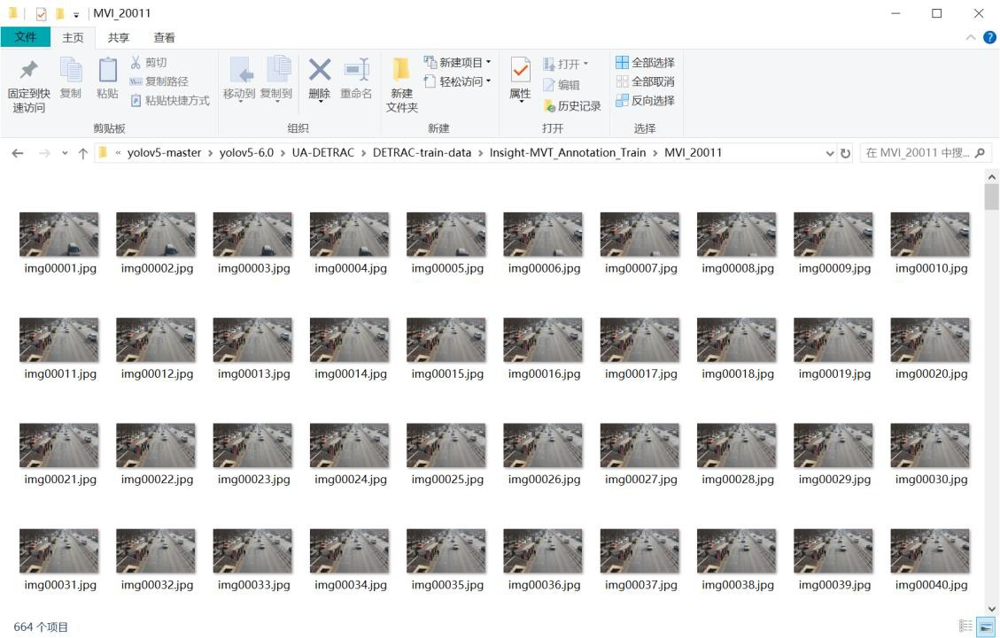 MVI_20011
文件 主页 共享 查看
固定到快速访问 复制 粘贴 剪切 复制路径 粘贴快捷方式 移动到 复制到 删除 重命名 新建文件夹 新建项目 轻松访问 属性 打开 编辑 历史记录 全部选择 全部取消 反向选择
剪贴板 组织 新建 打开 选择
« yolov5-master › yolov5-6.0 › UA-DETRAC › DETRAC-train-data › Insight-MVT_Annotation_Train › MVI_20011 在 MVI_20011 中搜...
img00001.jpg img00002.jpg img00003.jpg img00004.jpg img00005.jpg img00006.jpg img00007.jpg img00008.jpg img00009.jpg img00010.jpg
img00011.jpg img00012.jpg img00013.jpg img00014.jpg img00015.jpg img00016.jpg img00017.jpg img00018.jpg img00019.jpg img00020.jpg
img00021.jpg img00022.jpg img00023.jpg img00024.jpg img00025.jpg img00026.jpg img00027.jpg img00028.jpg img00029.jpg img00030.jpg
img00031.jpg img00032.jpg img00033.jpg img00034.jpg img00035.jpg img00036.jpg img00037.jpg img00038.jpg img00039.jpg img00040.jpg
664 个项目